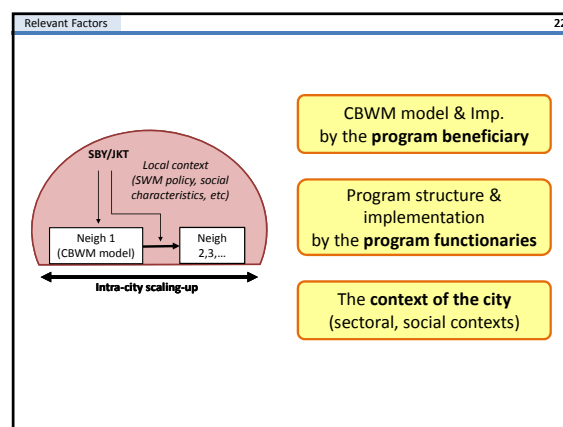 Relevant Factors
22
SBY/JKT
Local context
(SWM policy, social
characteristics, etc)
Neigh 1
(CBWM model)
Neigh
2,3,...
Intra-city scaling-up
CBWM model & Imp.
by the program beneficiary
Program structure &
implementation
by the program functionaries
The context of the city
(sectoral, social contexts)